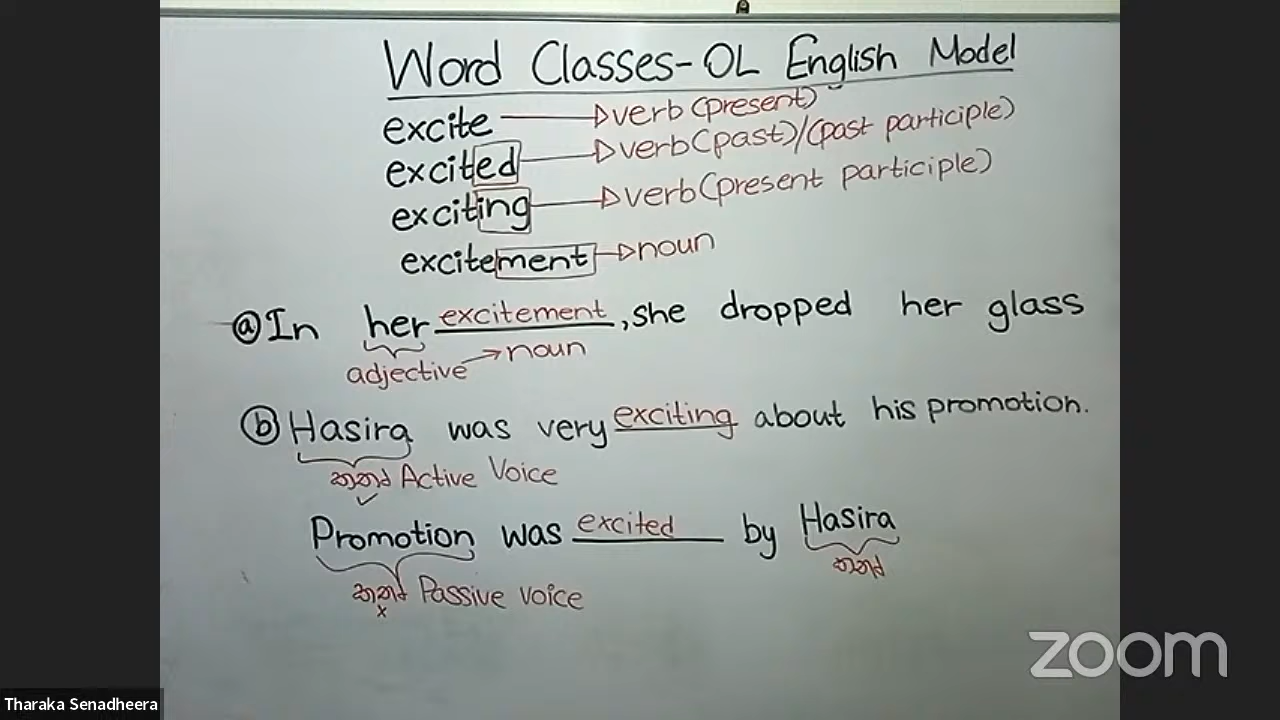 Word Classes-OL English Model
excite → verb (present)
excited → verb (past)/(past participle)
exciting → verb (present participle)
excitement → noun
ⓐ In her excitement, she dropped her glass
adjective → noun
ⓑ Hasira was very exciting about his promotion.
Active Voice
✓
Promotion was excited by Hasira
Passive voice
x
zoom
Tharaka Senadheera